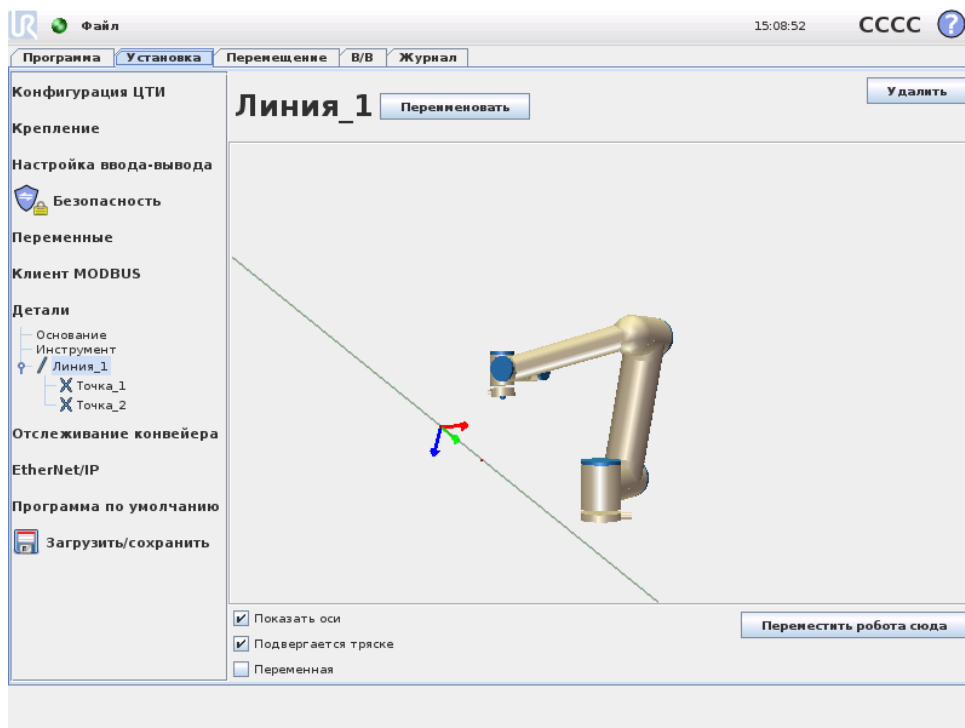 UR Файл 15:08:52 CCCC ?
Программа Установка Перемещение В/В Журнал
Конфигурация ЦТИ
Крепление
Настройка ввода-вывода
Безопасность
Переменные
Клиент MODBUS
Детали
Основание
Инструмент
Линия_1
Точка_1
Точка_2
Отслеживание конвейера
EtherNet/IP
Программа по умолчанию
Загрузить/сохранить
Линия_1 Переименовать Удалить
Показать оси
Подвергается тряске
Переменная
Переместить робота сюда